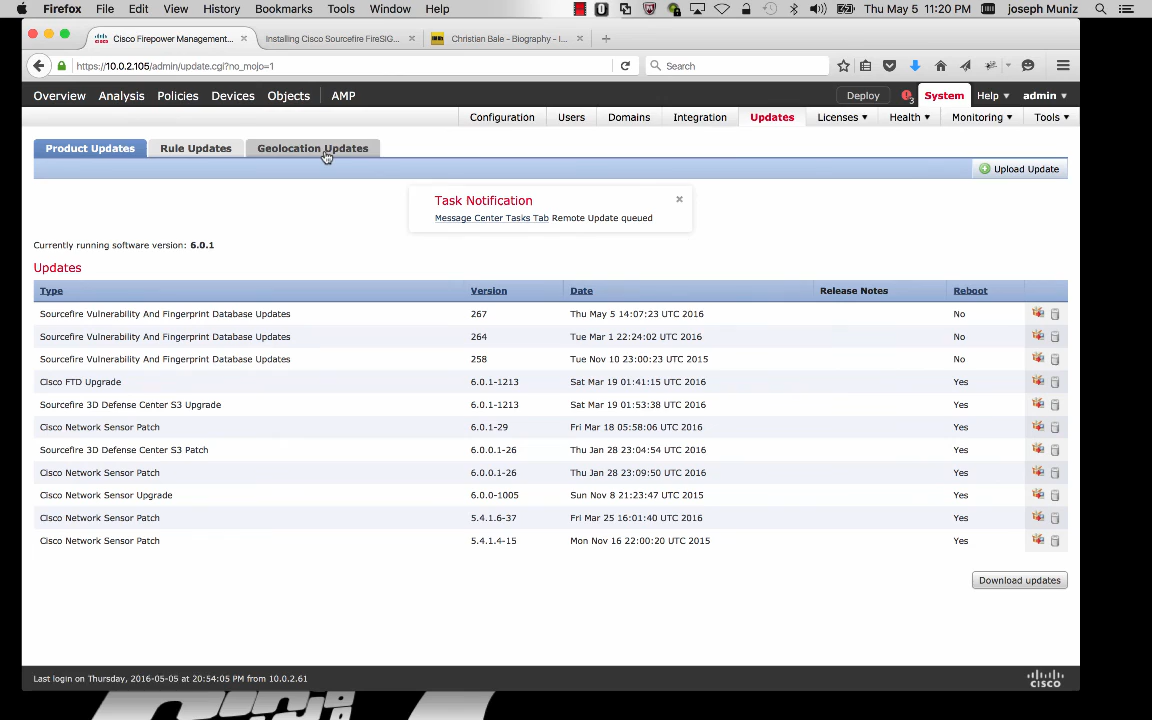 Firefox File Edit View History Bookmarks Tools Window Help Thu May 5 11:20 PM joseph Muniz
Cisco Firepower Management... × Installing Cisco Sourcefire FireSIG... × Christian Bale - Biography - I... × +
https://10.0.2.105/admin/update.cgi?no_mojo=1 Search
Overview Analysis Policies Devices Objects AMP Deploy 3 System Help admin
Configuration Users Domains Integration Updates Licenses Health Monitoring Tools
Product Updates Rule Updates Geolocation Updates
Upload Update
Task Notification ×
Message Center Tasks Tab Remote Update queued
Currently running software version: 6.0.1
Updates
Type Version Date Release Notes Reboot
Sourcefire Vulnerability And Fingerprint Database Updates 267 Thu May 5 14:07:23 UTC 2016 No
Sourcefire Vulnerability And Fingerprint Database Updates 264 Tue Mar 1 22:24:02 UTC 2016 No
Sourcefire Vulnerability And Fingerprint Database Updates 258 Tue Nov 10 23:00:23 UTC 2015 No
Cisco FTD Upgrade 6.0.1-1213 Sat Mar 19 01:41:15 UTC 2016 Yes
Sourcefire 3D Defense Center S3 Upgrade 6.0.1-1213 Sat Mar 19 01:53:38 UTC 2016 Yes
Cisco Network Sensor Patch 6.0.1-29 Fri Mar 18 05:58:06 UTC 2016 Yes
Sourcefire 3D Defense Center S3 Patch 6.0.0.1-26 Thu Jan 28 23:04:54 UTC 2016 Yes
Cisco Network Sensor Patch 6.0.0.1-26 Thu Jan 28 23:09:50 UTC 2016 Yes
Cisco Network Sensor Upgrade 6.0.0-1005 Sun Nov 8 21:23:47 UTC 2015 Yes
Cisco Network Sensor Patch 5.4.1.6-37 Fri Mar 25 16:01:40 UTC 2016 Yes
Cisco Network Sensor Patch 5.4.1.4-15 Mon Nov 16 22:00:20 UTC 2015 Yes
Download updates
Last login on Thursday, 2016-05-05 at 20:54:05 PM from 10.0.2.61
CISCO